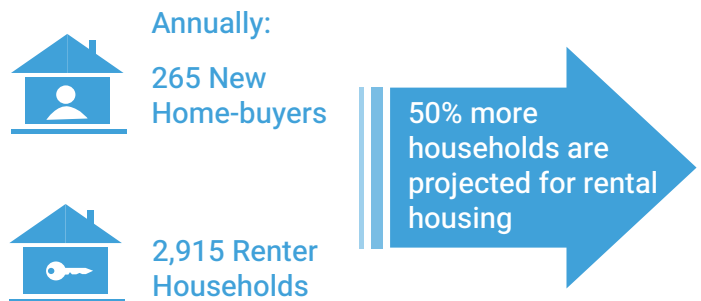 Annually:
265 New
Home-buyers
2,915 Renter
Households
50% more
households are
projected for rental
housing